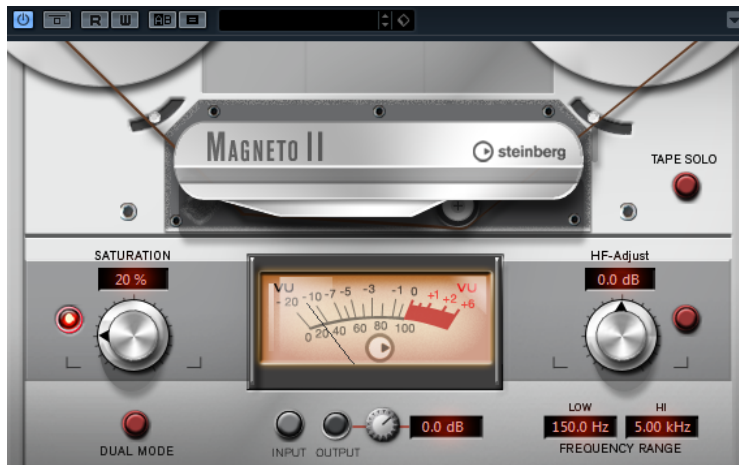 R W AB
MAGNETO II
steinberg
TAPE SOLO
SATURATION
20 %
HF-Adjust
0.0 dB
VU VU
- 20 -10 -7 -5 -3 -1 0 +1 +2 +6
0 20 40 60 80 100
DUAL MODE
INPUT OUTPUT
0.0 dB
LOW HI
150.0 Hz 5.00 kHz
FREQUENCY RANGE